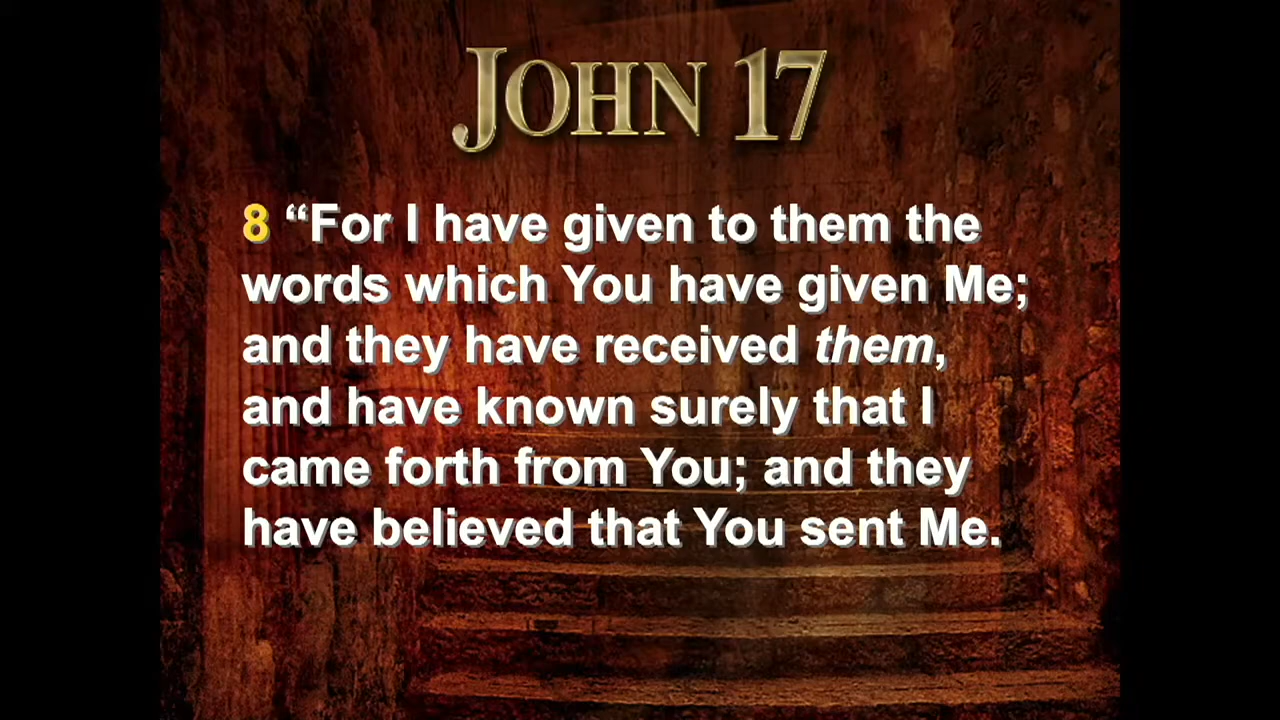 JOHN 17
8 “For I have given to them the
words which You have given Me;
and they have received them,
and have known surely that I
came forth from You; and they
have believed that You sent Me.